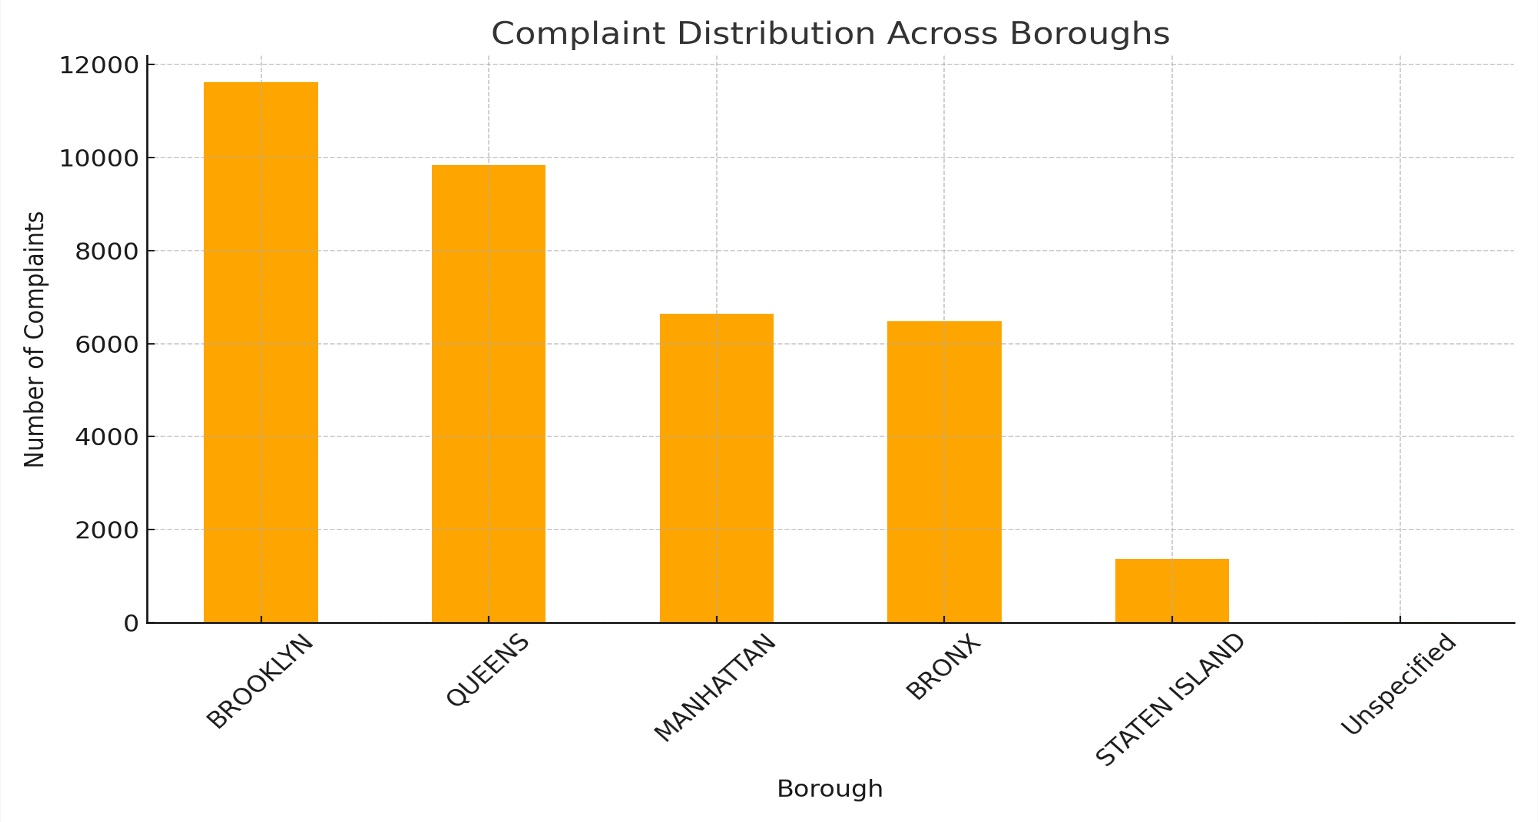 Complaint Distribution Across Boroughs
12000
10000
8000
6000
4000
2000
0
Number of Complaints
BROOKLYN
QUEENS
MANHATTAN
BRONX
STATEN ISLAND
Unspecified
Borough